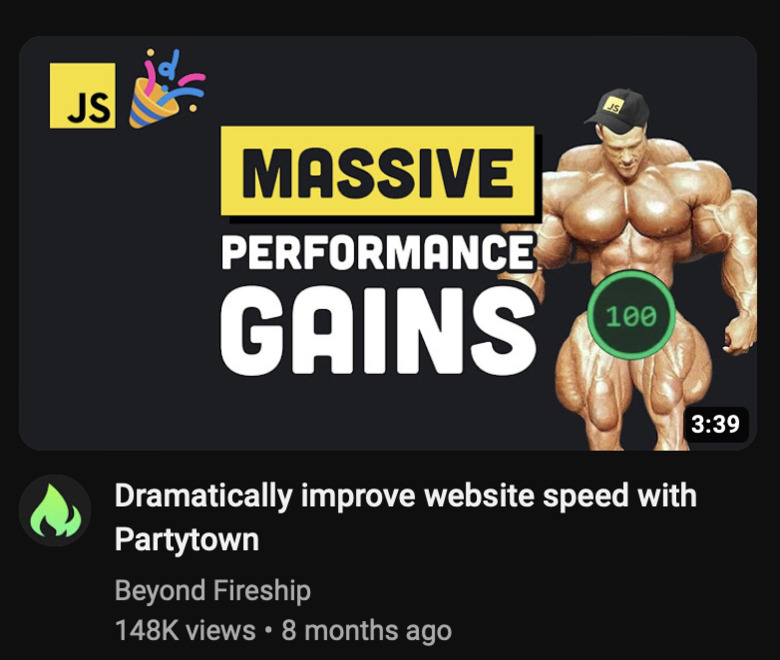 JS
MASSIVE
PERFORMANCE
GAINS
JS
100
3:39
Dramatically improve website speed with
Partytown
Beyond Fireship
148K views • 8 months ago